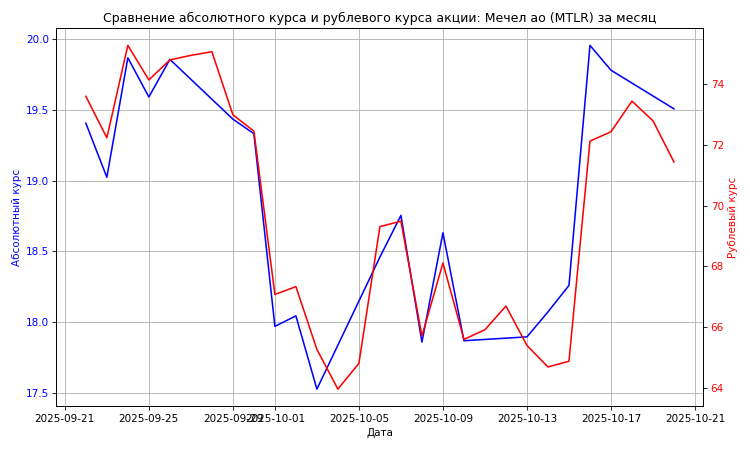 Сравнение абсолютного курса и рублевого курса акции: Мечел ао (MTLR) за месяц
20.0
19.5
19.0
18.5
18.0
17.5
Абсолютный курс
74
72
70
68
66
64
Рублевый курс
2025-09-21 2025-09-25 2025-09-29 2025-10-01 2025-10-05 2025-10-09 2025-10-13 2025-10-17 2025-10-21
Дата